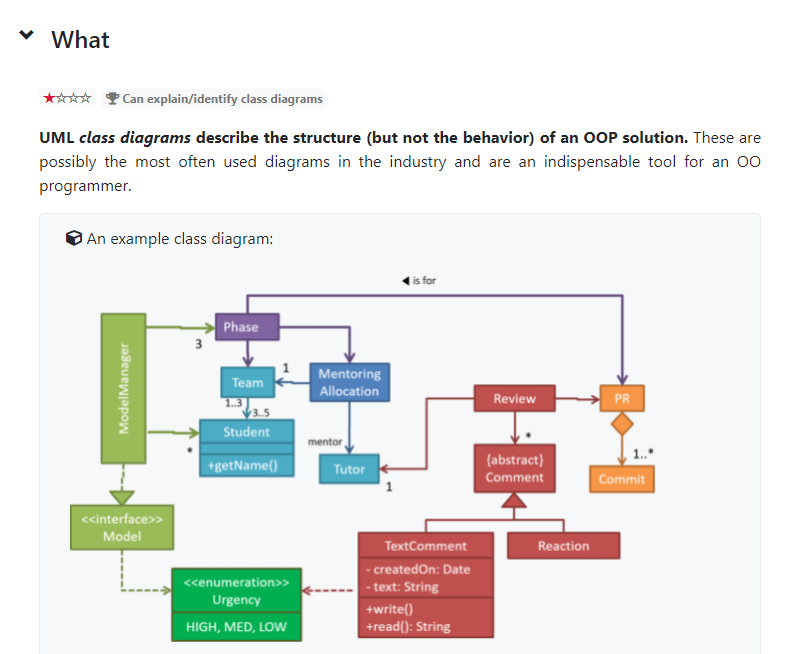 What
Can explain/identify class diagrams
UML class diagrams describe the structure (but not the behavior) of an OOP solution. These are
possibly the most often used diagrams in the industry and are an indispensable tool for an OO
programmer.
An example class diagram:
◀ is for
ModelManager
3
Phase
Team
1
Mentoring
Allocation
1..3
3..5
Student
+getName()
*
mentor
Tutor
1
Review
PR
*
1..*
{abstract}
Comment
Commit
<<interface>>
Model
TextComment
- createdOn: Date
- text: String
+write()
+read(): String
Reaction
<<enumeration>>
Urgency
HIGH, MED, LOW